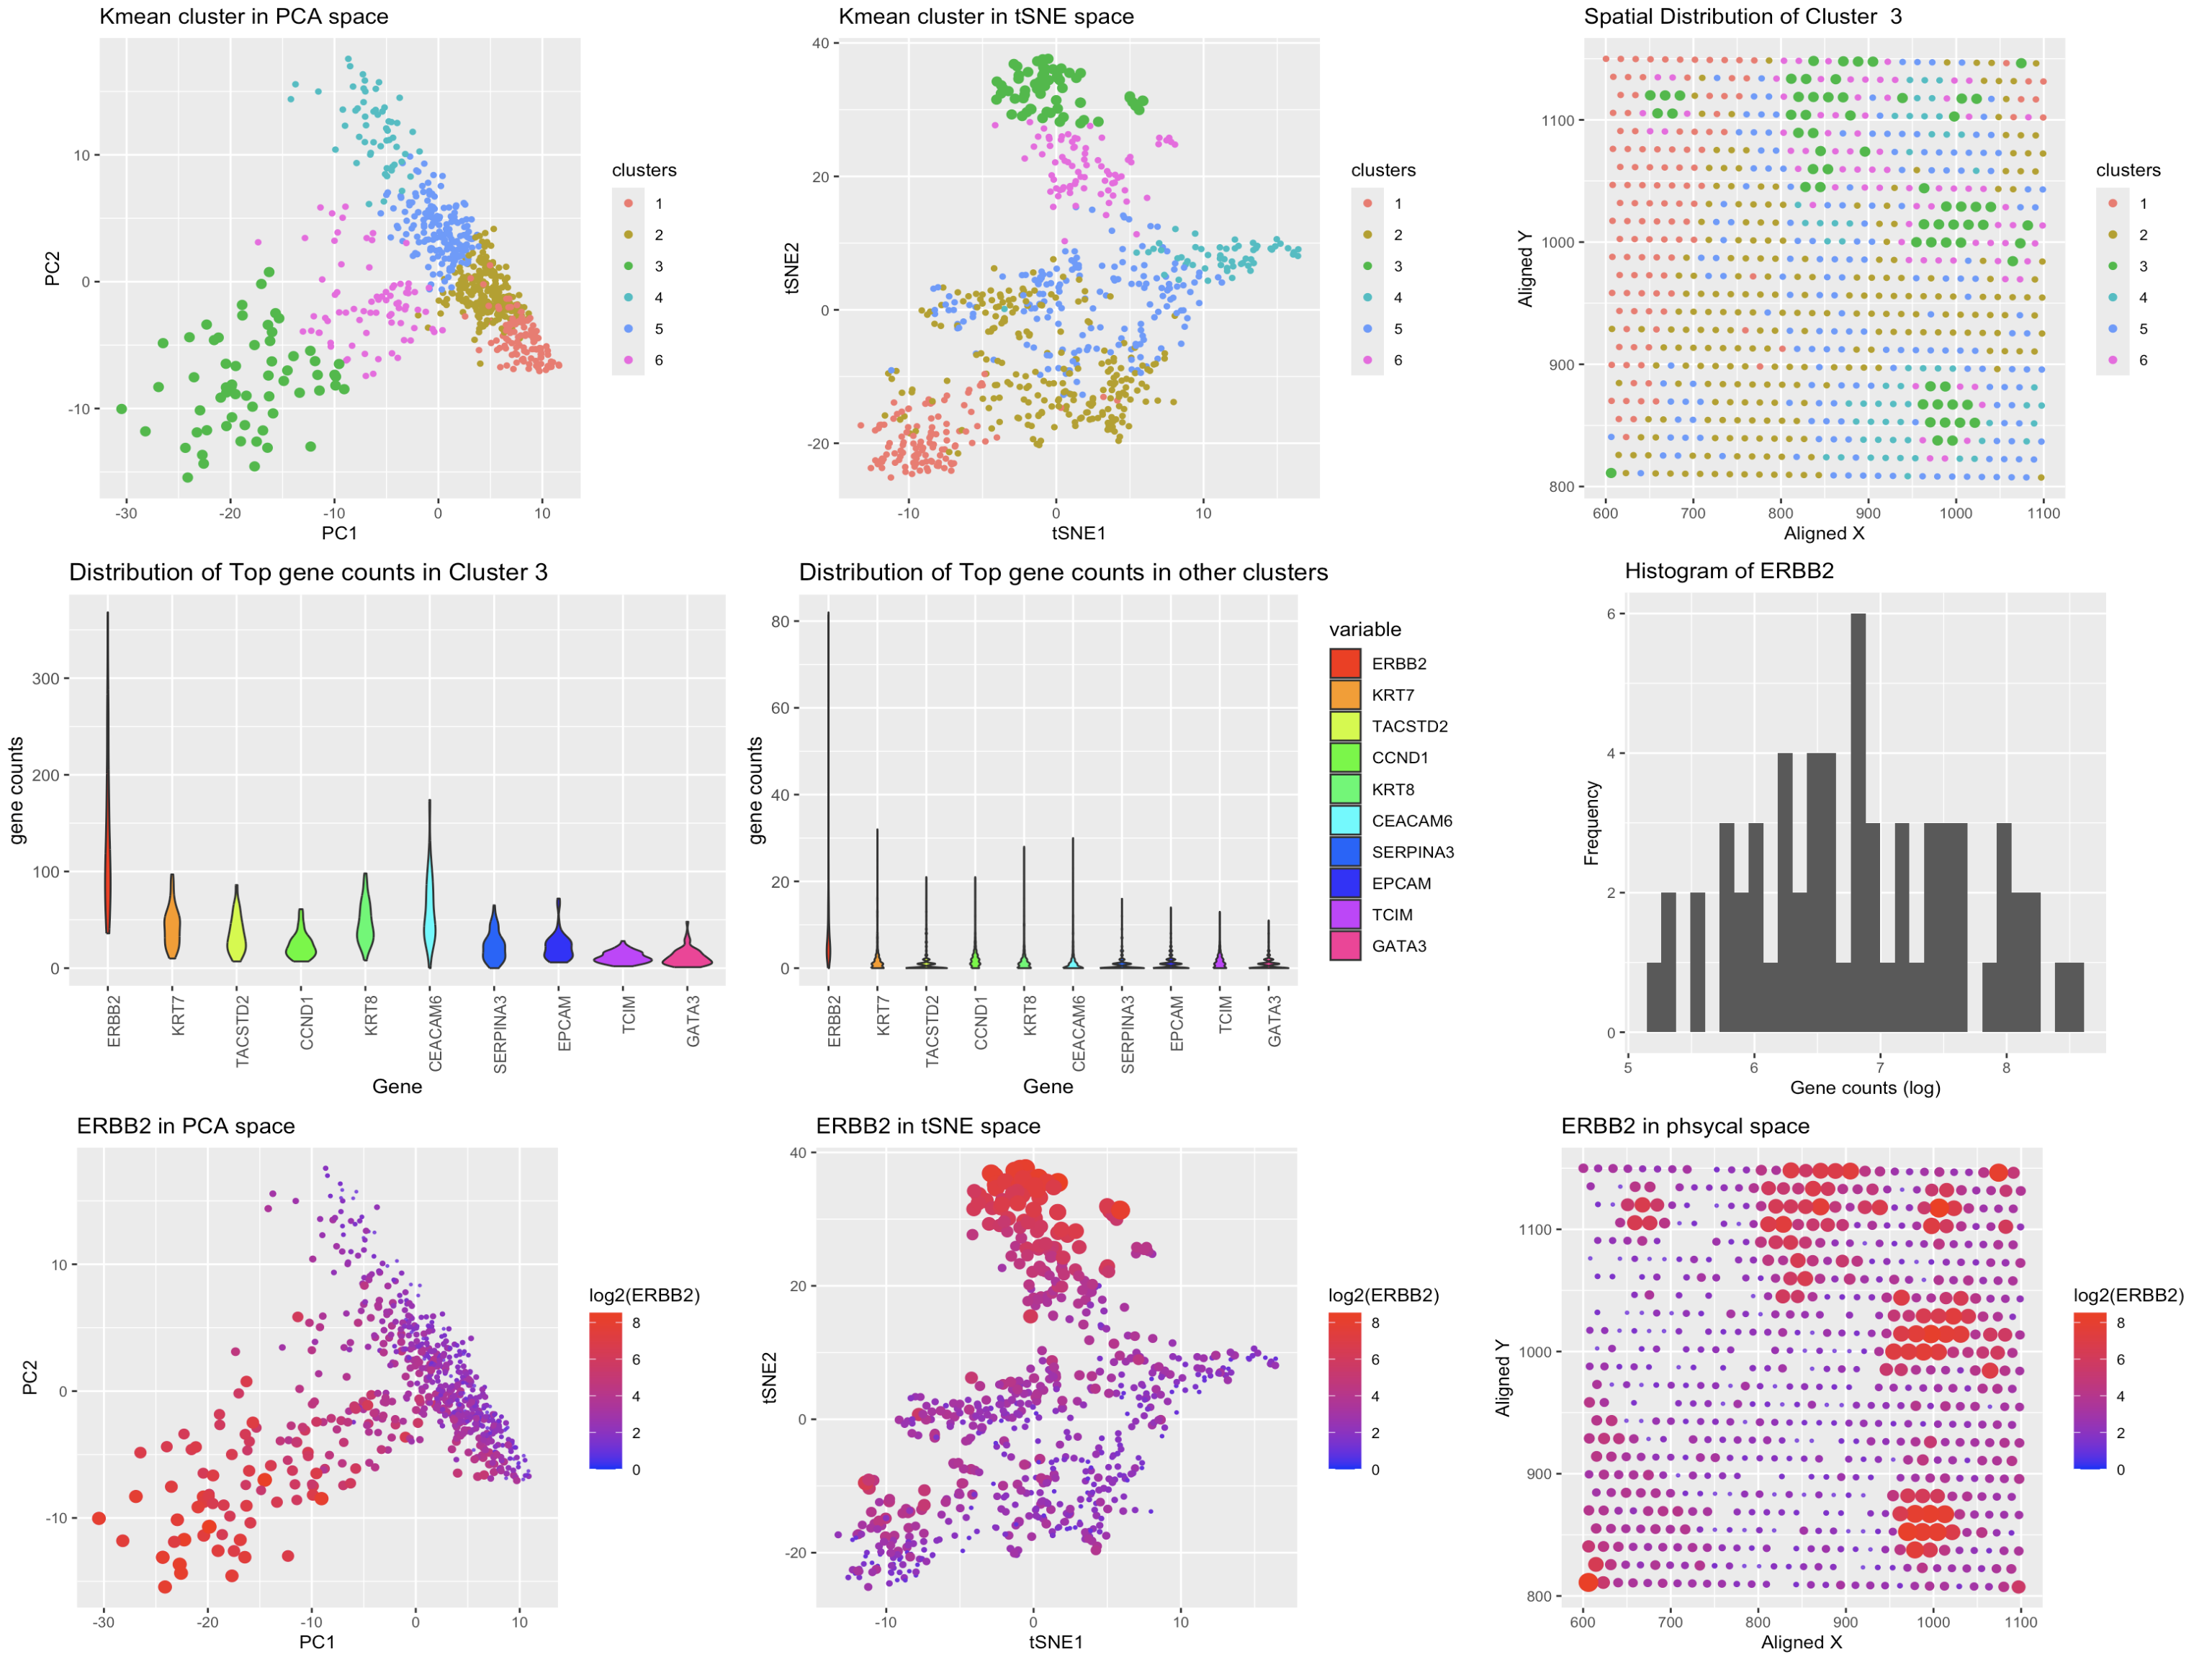 Kmean cluster in PCA space
PC2
10
0
-10
-30
-20
-10
0
10
PC1
clusters
1
2
3
4
5
6
Kmean cluster in tSNE space
tSNE2
40
20
0
-20
-10
0
10
tSNE1
clusters
1
2
3
4
5
6
Spatial Distribution of Cluster  3
Aligned Y
1100
1000
900
800
600
700
800
900
1000
1100
Aligned X
clusters
1
2
3
4
5
6
Distribution of Top gene counts in Cluster 3
gene counts
300
200
100
0
ERBB2
KRT7
TACSTD2
CCND1
KRT8
CEACAM6
SERPINA3
EPCAM
TCIM
GATA3
Gene
Distribution of Top gene counts in other clusters
gene counts
80
60
40
20
0
ERBB2
KRT7
TACSTD2
CCND1
KRT8
CEACAM6
SERPINA3
EPCAM
TCIM
GATA3
Gene
variable
ERBB2
KRT7
TACSTD2
CCND1
KRT8
CEACAM6
SERPINA3
EPCAM
TCIM
GATA3
Histogram of ERBB2
Frequency
6
4
2
0
5
6
7
8
Gene counts (log)
ERBB2 in PCA space
PC2
10
0
-10
-30
-20
-10
0
10
PC1
log2(ERBB2)
8
6
4
2
0
ERBB2 in tSNE space
tSNE2
40
20
0
-20
-10
0
10
tSNE1
log2(ERBB2)
8
6
4
2
0
ERBB2 in phsycal space
Aligned Y
1100
1000
900
800
600
700
800
900
1000
1100
Aligned X
log2(ERBB2)
8
6
4
2
0